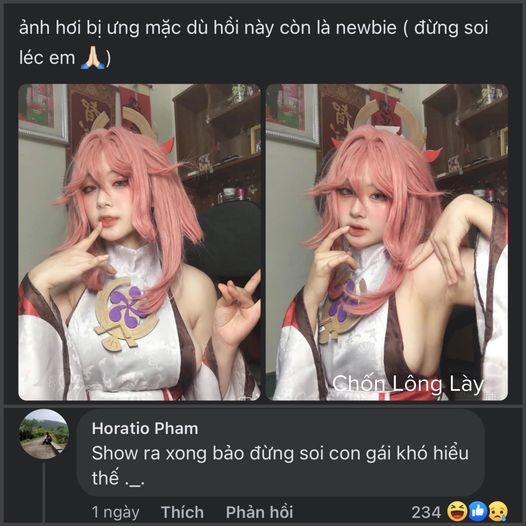 ảnh hơi bị ưng mặc dù hồi này còn là newbie ( đừng soi
léc em 🙏🏻)
Chốn Lông Lày
Horatio Pham
Show ra xong bảo đừng soi con gái khó hiểu
thế ._.
1 ngày Thích Phản hồi 234